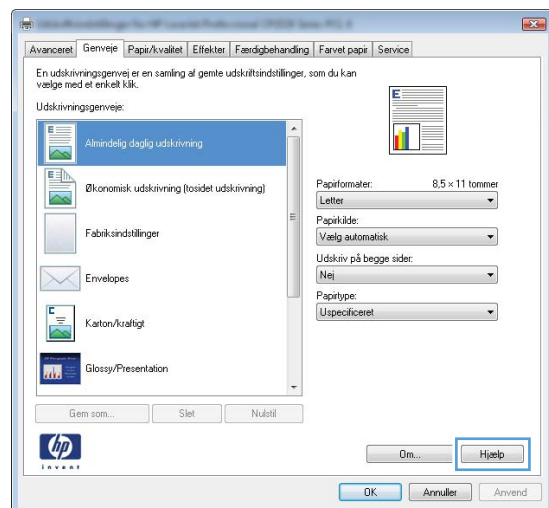 Avanceret Genveje Papir/kvalitet Effekter Færdigbehandling Farvet papir Service
En udskrivningsgenvej er en samling af gemte udskriftsindstillinger, som du kan
vælge med et enkelt klik.
Udskrivningsgenveje:
E
Almindelig daglig udskrivning
E
Økonomisk udskrivning (tosidet udskrivning)
Fabriksindstillinger
Envelopes
E
Karton/kraftigt
Glossy/Presentation
E
Papirformater: 8,5 × 11 tommer
Letter
Papirkilde:
Vælg automatisk
Udskriv på begge sider:
Nej
Papirtype:
Uspecificeret
Gem som... Slet Nulstil
hp
invent
Om... Hjælp
OK Annuller Anvend